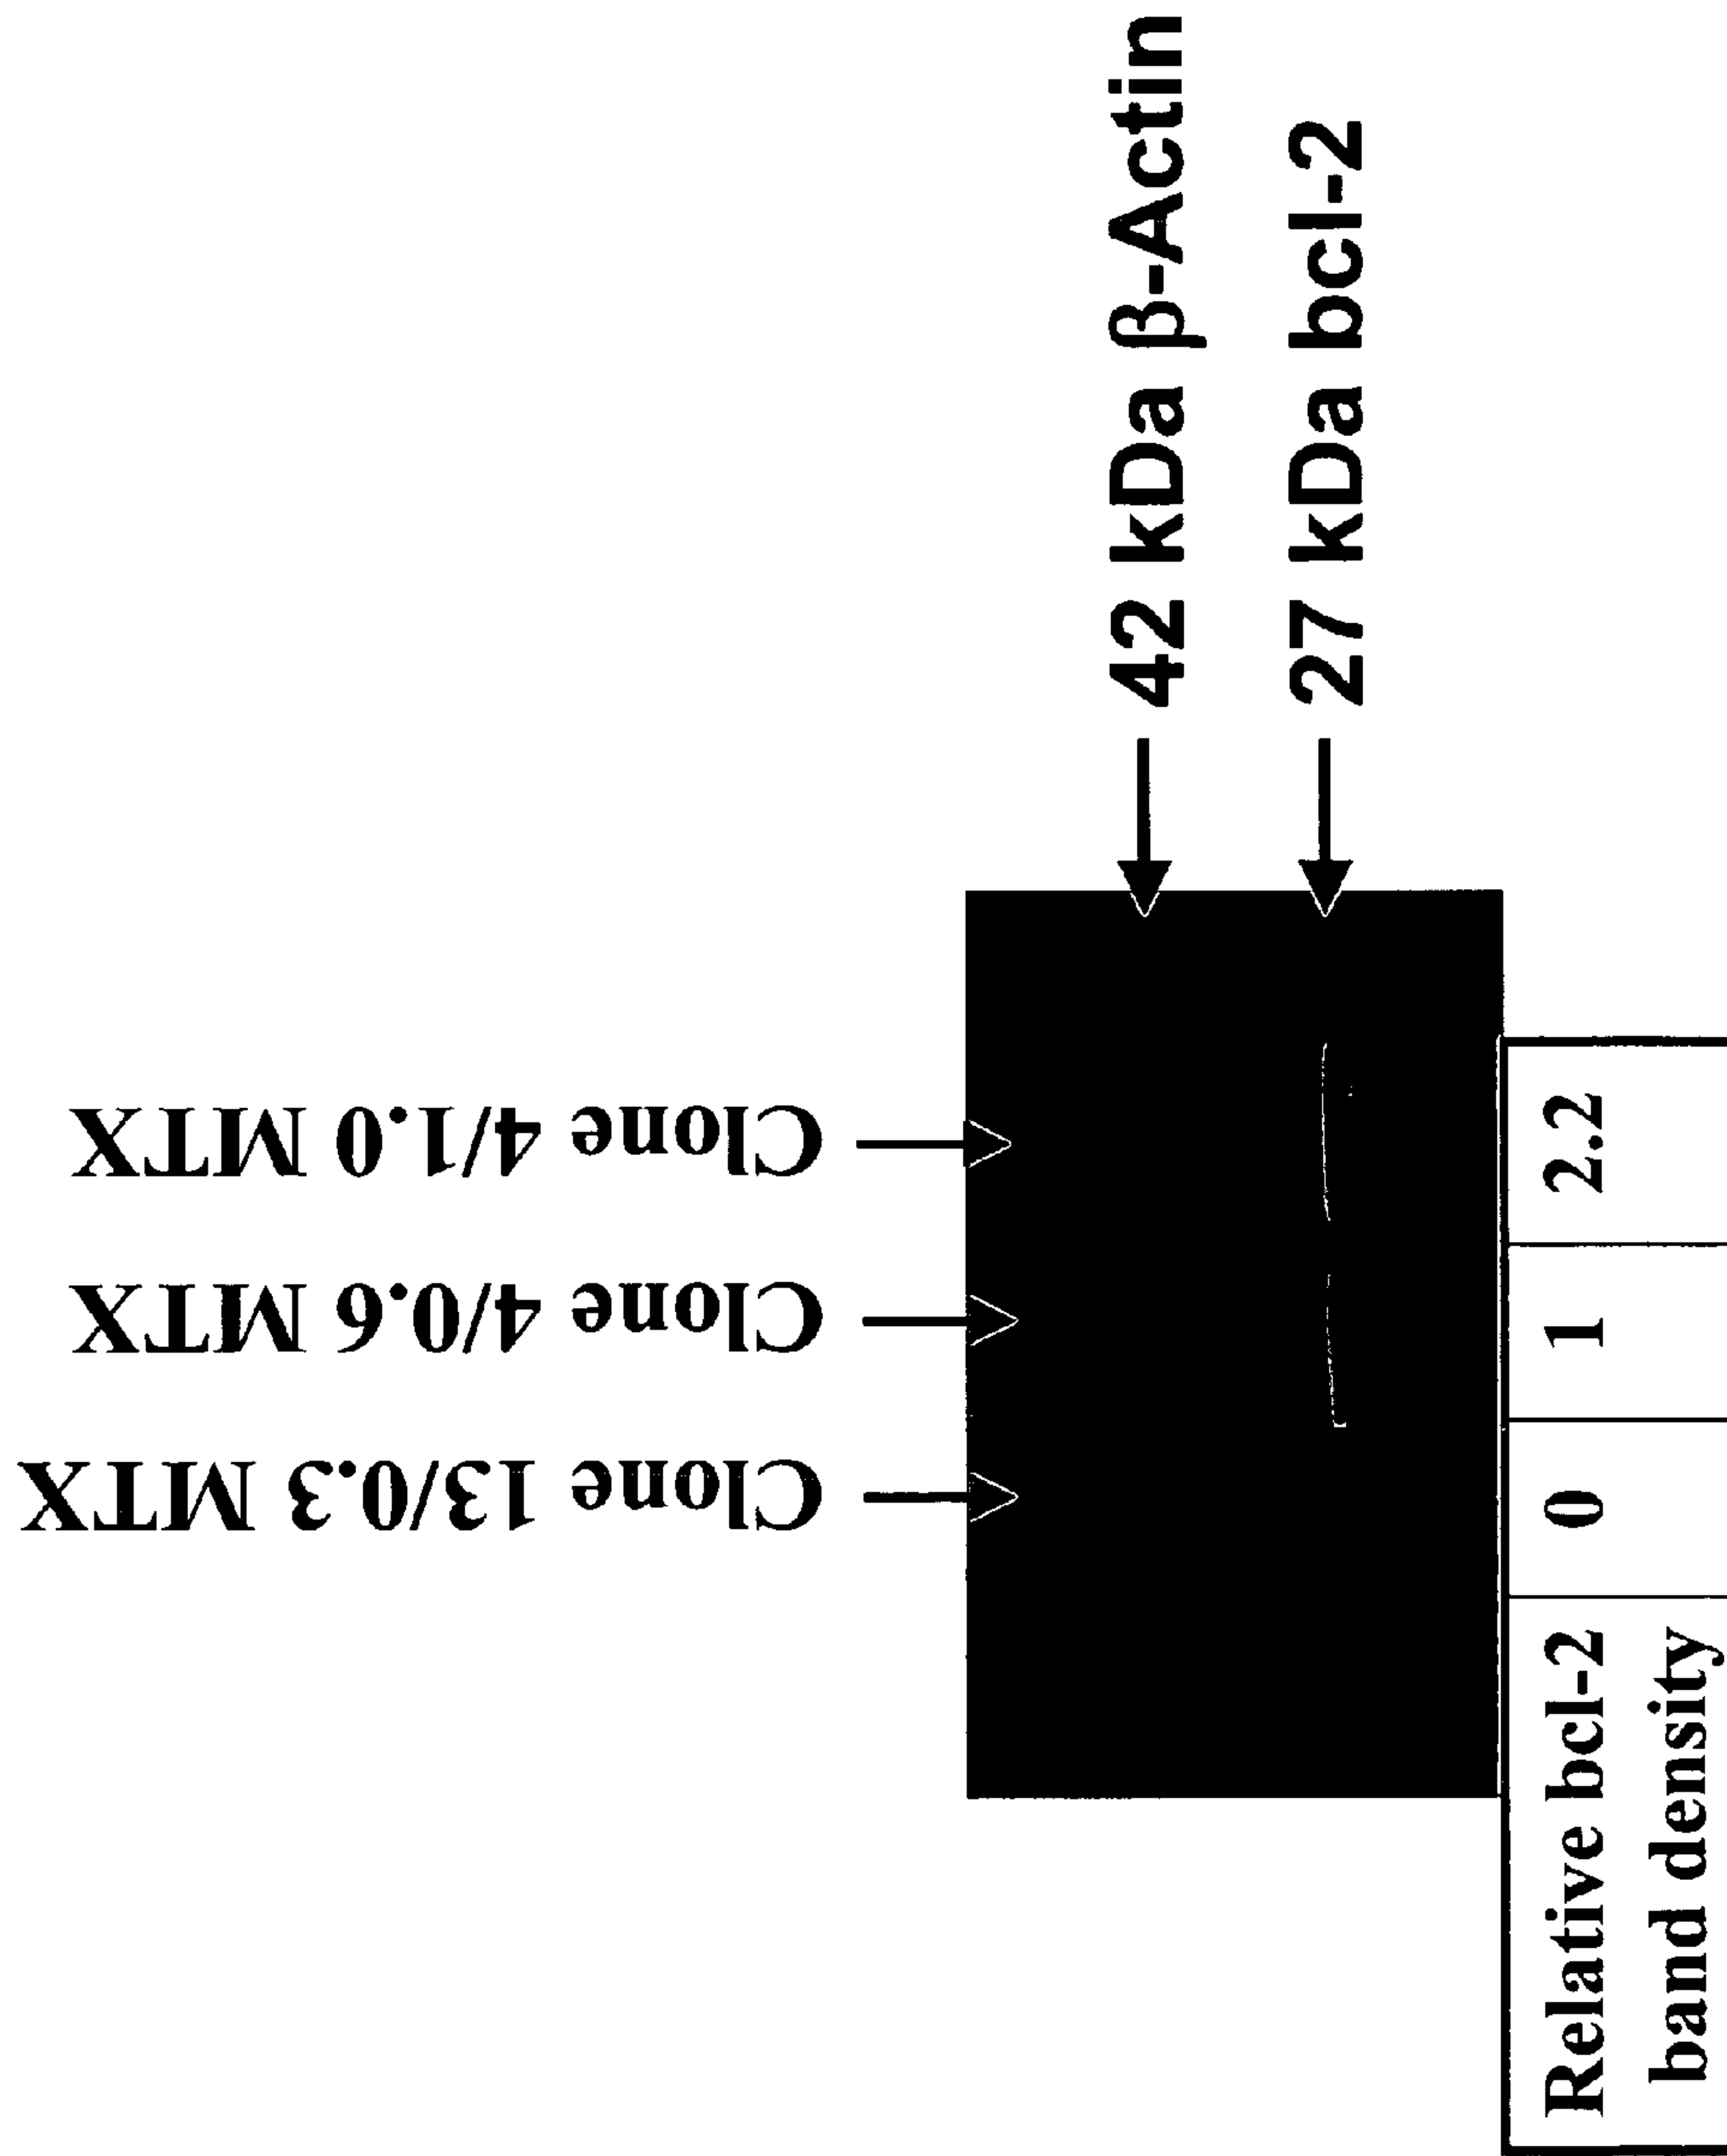 Clone 13/0.3 MTX
Clone 4/0.6 MTX
Clone 4/1.0 MTX
42 kDa β-Actin
27 kDa bcl-2
Relative bcl-2
band density
0
1
2.2